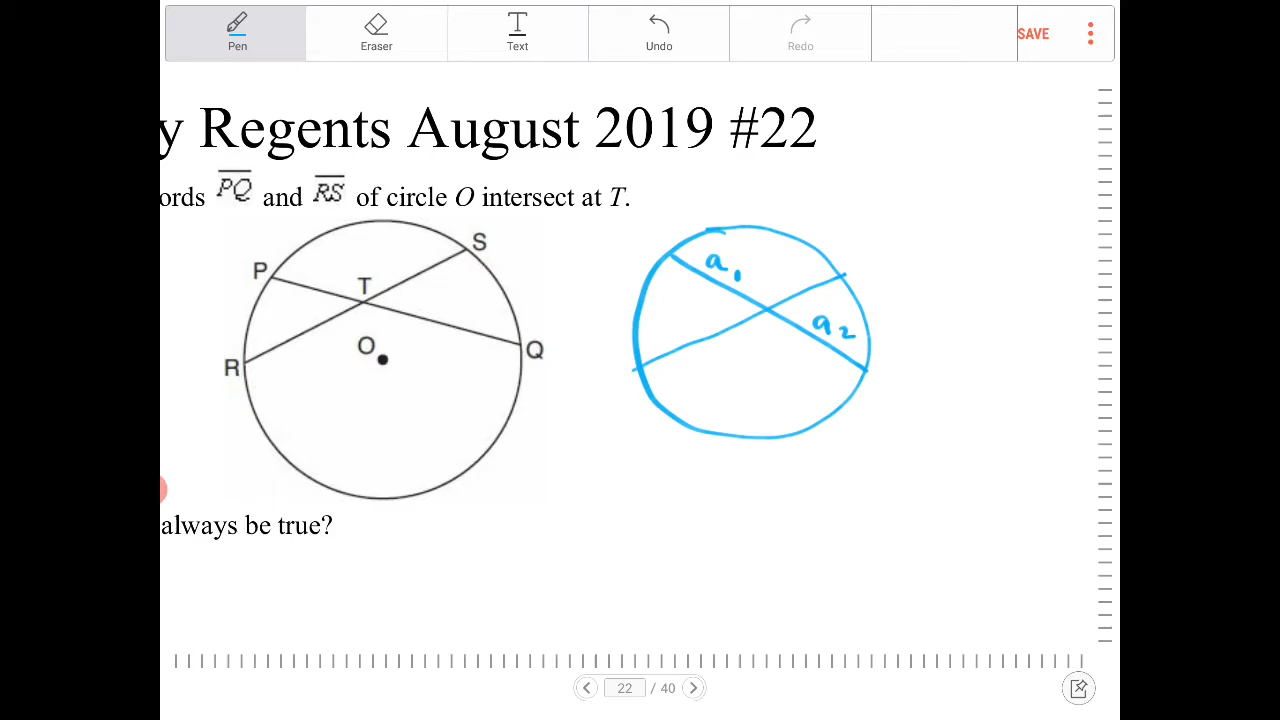 Pen Eraser Text Undo Redo SAVE
y Regents August 2019 #22
ords PQ and RS of circle O intersect at T.
S
P
T
a1
a2
O
Q
R
always be true?
22 / 40